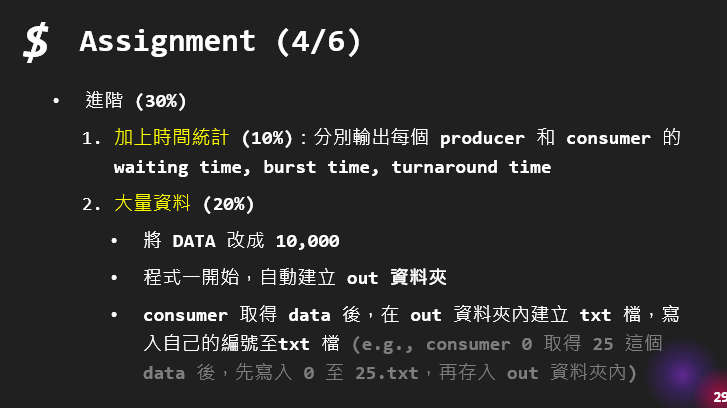 $ Assignment (4/6)
• 進階 (30%)
1. 加上時間統計 (10%)：分別輸出每個 producer 和 consumer 的
waiting time, burst time, turnaround time
2. 大量資料 (20%)
• 將 DATA 改成 10,000
• 程式一開始，自動建立 out 資料夾
• consumer 取得 data 後，在 out 資料夾內建立 txt 檔，寫
入自己的編號至txt 檔 (e.g., consumer 0 取得 25 這個
data 後，先寫入 0 至 25.txt，再存入 out 資料夾內)